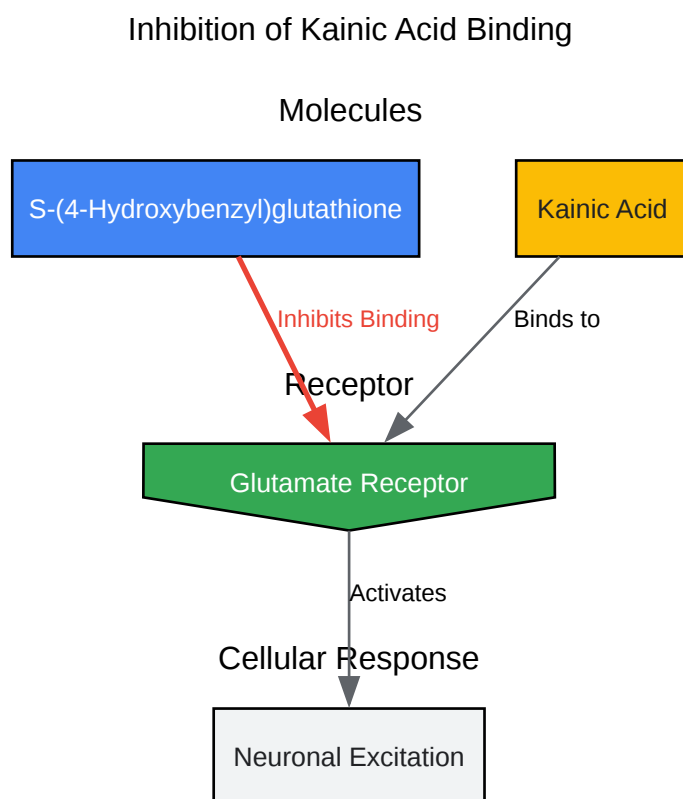 Inhibition of Kainic Acid Binding
Molecules
S-(4-Hydroxybenzyl)glutathione
Kainic Acid
Inhibits Binding
Binds to
Receptor
Glutamate Receptor
Activates
Cellular Response
Neuronal Excitation